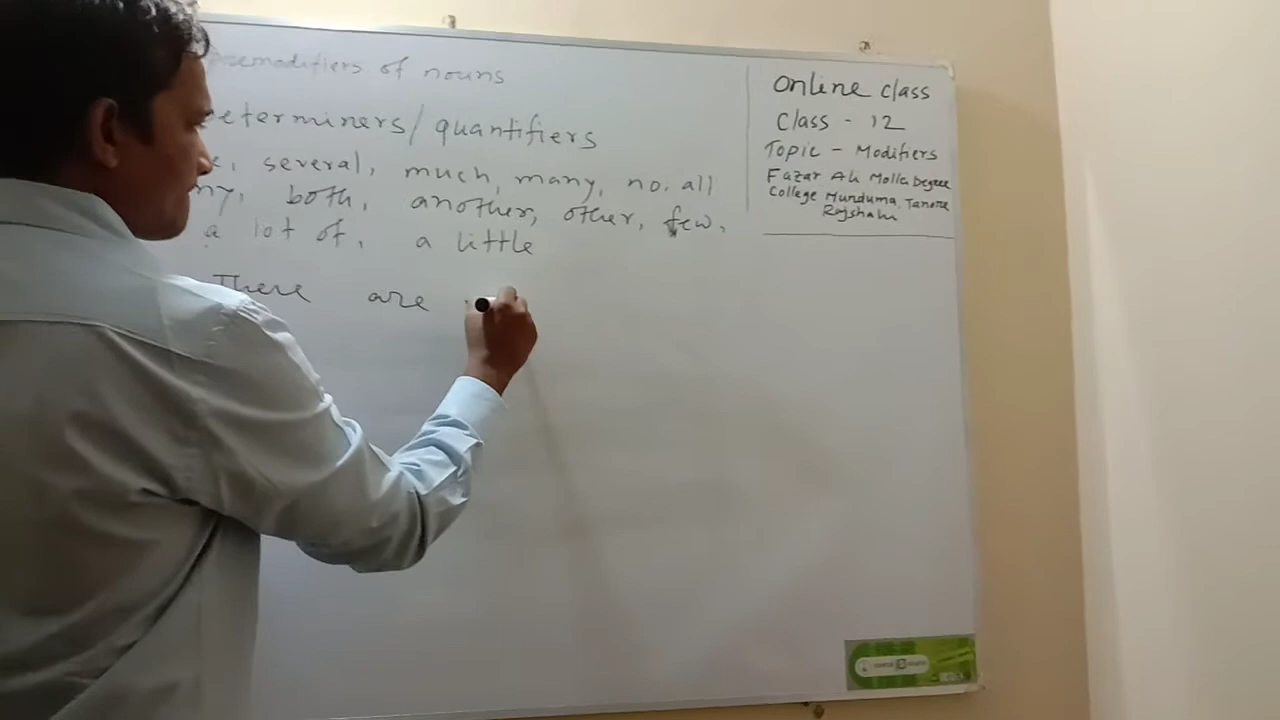 premodifiers of nouns
eterminers/quantifiers
e, several, much, many, no. all
ny, both, another, other, few,
a lot of, a little
There are
Online class
Class - 12
Topic - Modifiers
Fazar Ali Molla Degree
College Munduma, Tanore
Rajshahi